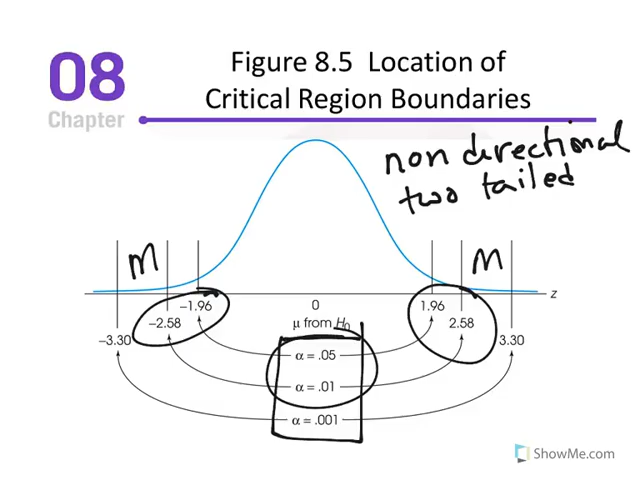 08
Chapter
Figure 8.5 Location of
Critical Region Boundaries
non directional
two tailed
M
M
z
−1.96
0
1.96
−2.58
μ from H₀
2.58
−3.30
3.30
α = .05
α = .01
α = .001
ShowMe.com